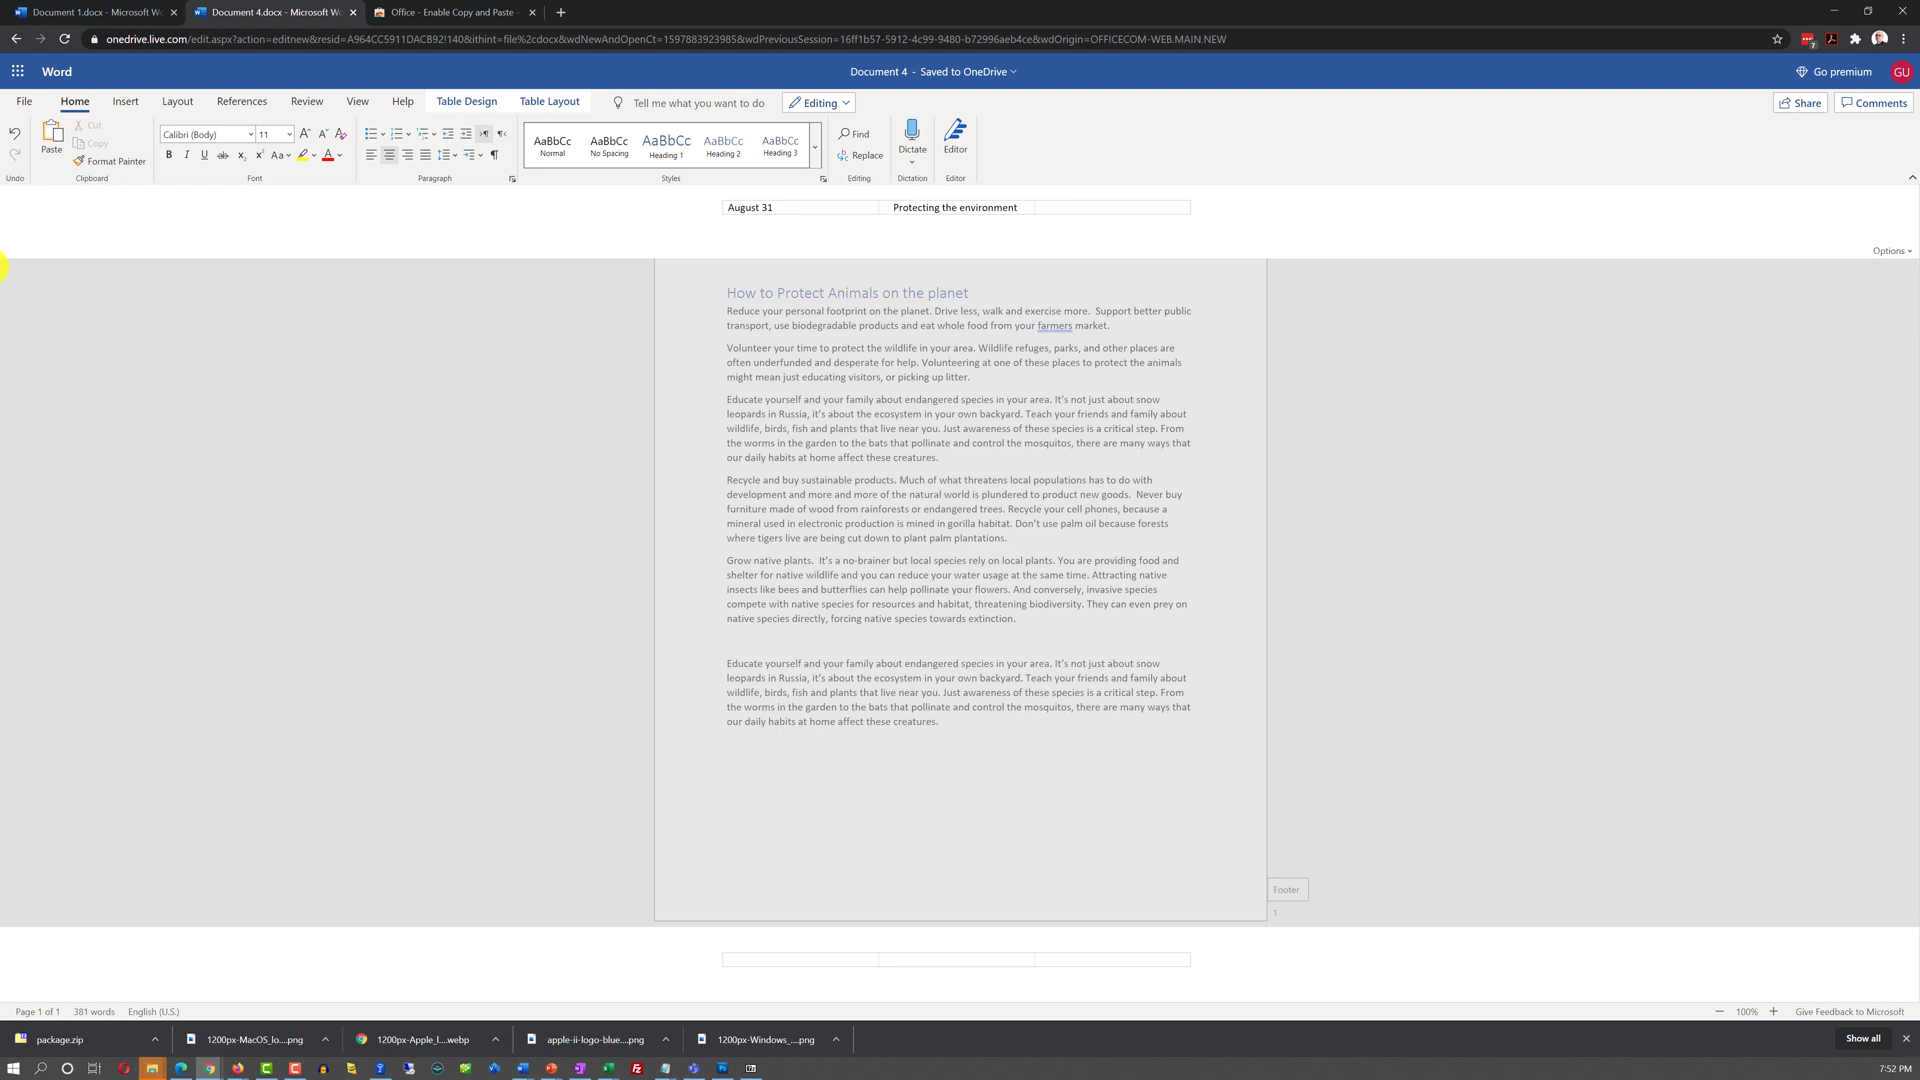 Document 1.docx - Microsoft Wo
Document 4.docx - Microsoft Wo
Office - Enable Copy and Paste -
onedrive.live.com/edit.aspx?action=editnew&resid=A964CC5911DACB92!140&ithint=file%2cdocx&wdNewAndOpenCt=1597883923985&wdPreviousSession=16ff1b57-5912-4c99-9480-b72996aeb4ce&wdOrigin=OFFICECOM-WEB.MAIN.NEW
7
Word
Document 4 - Saved to OneDrive
Go premium
GU
File Home Insert Layout References Review View Help Table Design Table Layout Tell me what you want to do Editing Share Comments
Paste
Cut
Copy
Format Painter
Calibri (Body) 11
AaBbCc AaBbCc AaBbCc AaBbCc AaBbCc
Normal No Spacing Heading 1 Heading 2 Heading 3
Find
Replace
Dictate
Editor
Undo Clipboard Font Paragraph Styles Editing Dictation Editor
August 31 Protecting the environment
Options
How to Protect Animals on the planet
Reduce your personal footprint on the planet. Drive less, walk and exercise more.  Support better public
transport, use biodegradable products and eat whole food from your farmers market.
Volunteer your time to protect the wildlife in your area. Wildlife refuges, parks, and other places are
often underfunded and desperate for help. Volunteering at one of these places to protect the animals
might mean just educating visitors, or picking up litter.
Educate yourself and your family about endangered species in your area. It's not just about snow
leopards in Russia, it's about the ecosystem in your own backyard. Teach your friends and family about
wildlife, birds, fish and plants that live near you. Just awareness of these species is a critical step. From
the worms in the garden to the bats that pollinate and control the mosquitos, there are many ways that
our daily habits at home affect these creatures.
Recycle and buy sustainable products. Much of what threatens local populations has to do with
development and more and more of the natural world is plundered to product new goods.  Never buy
furniture made of wood from rainforests or endangered trees. Recycle your cell phones, because a
mineral used in electronic production is mined in gorilla habitat. Don't use palm oil because forests
where tigers live are being cut down to plant palm plantations.
Grow native plants.  It's a no-brainer but local species rely on local plants. You are providing food and
shelter for native wildlife and you can reduce your water usage at the same time. Attracting native
insects like bees and butterflies can help pollinate your flowers. And conversely, invasive species
compete with native species for resources and habitat, threatening biodiversity. They can even prey on
native species directly, forcing native species towards extinction.
Educate yourself and your family about endangered species in your area. It's not just about snow
leopards in Russia, it's about the ecosystem in your own backyard. Teach your friends and family about
wildlife, birds, fish and plants that live near you. Just awareness of these species is a critical step. From
the worms in the garden to the bats that pollinate and control the mosquitos, there are many ways that
our daily habits at home affect these creatures.
Footer
1
Page 1 of 1 381 words English (U.S.)
100% Give Feedback to Microsoft
package.zip
1200px-MacOS_lo....png
1200px-Apple_l....webp
apple-ii-logo-blue....png
1200px-Windows_....png
Show all
7:52 PM